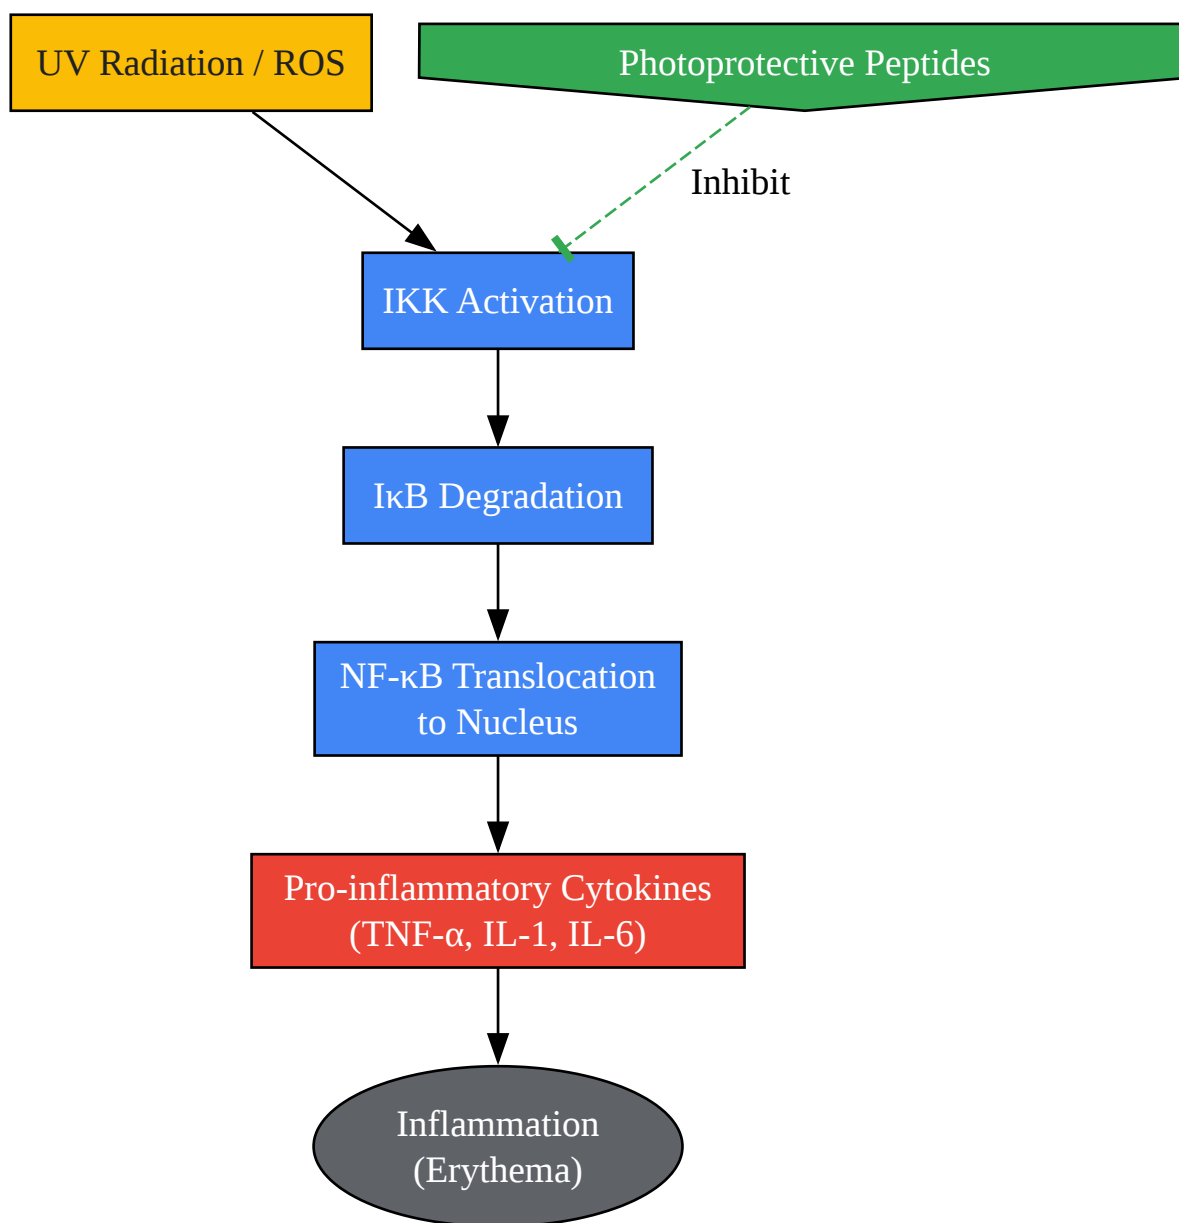 UV Radiation / ROS
Photoprotective Peptides
Inhibit
IKK Activation
IκB Degradation
NF-κB Translocation
to Nucleus
Pro-inflammatory Cytokines
(TNF-α, IL-1, IL-6)
Inflammation
(Erythema)